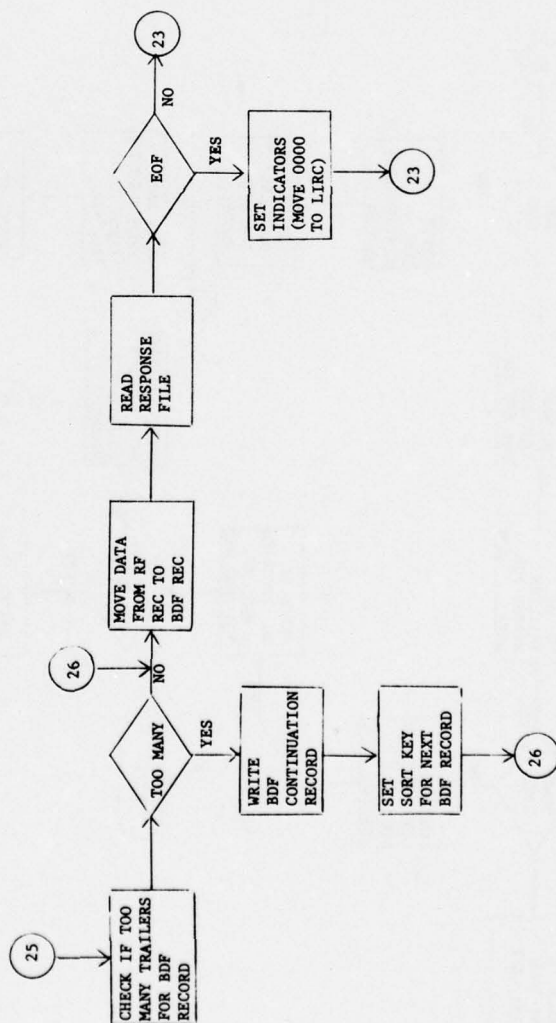 25
CHECK IF TOO
MANY TRAILERS
FOR BDF
RECORD
TOO MANY
YES
WRITE
BDF
CONTINUATION
RECORD
SET
SORT KEY
FOR NEXT
BDF RECORD
26
26
NO
MOVE DATA
FROM RF
REC TO
BDF REC
READ
RESPONSE
FILE
EOF
YES
SET
INDICATORS
(MOVE 0000
TO LIRC)
23
NO
23